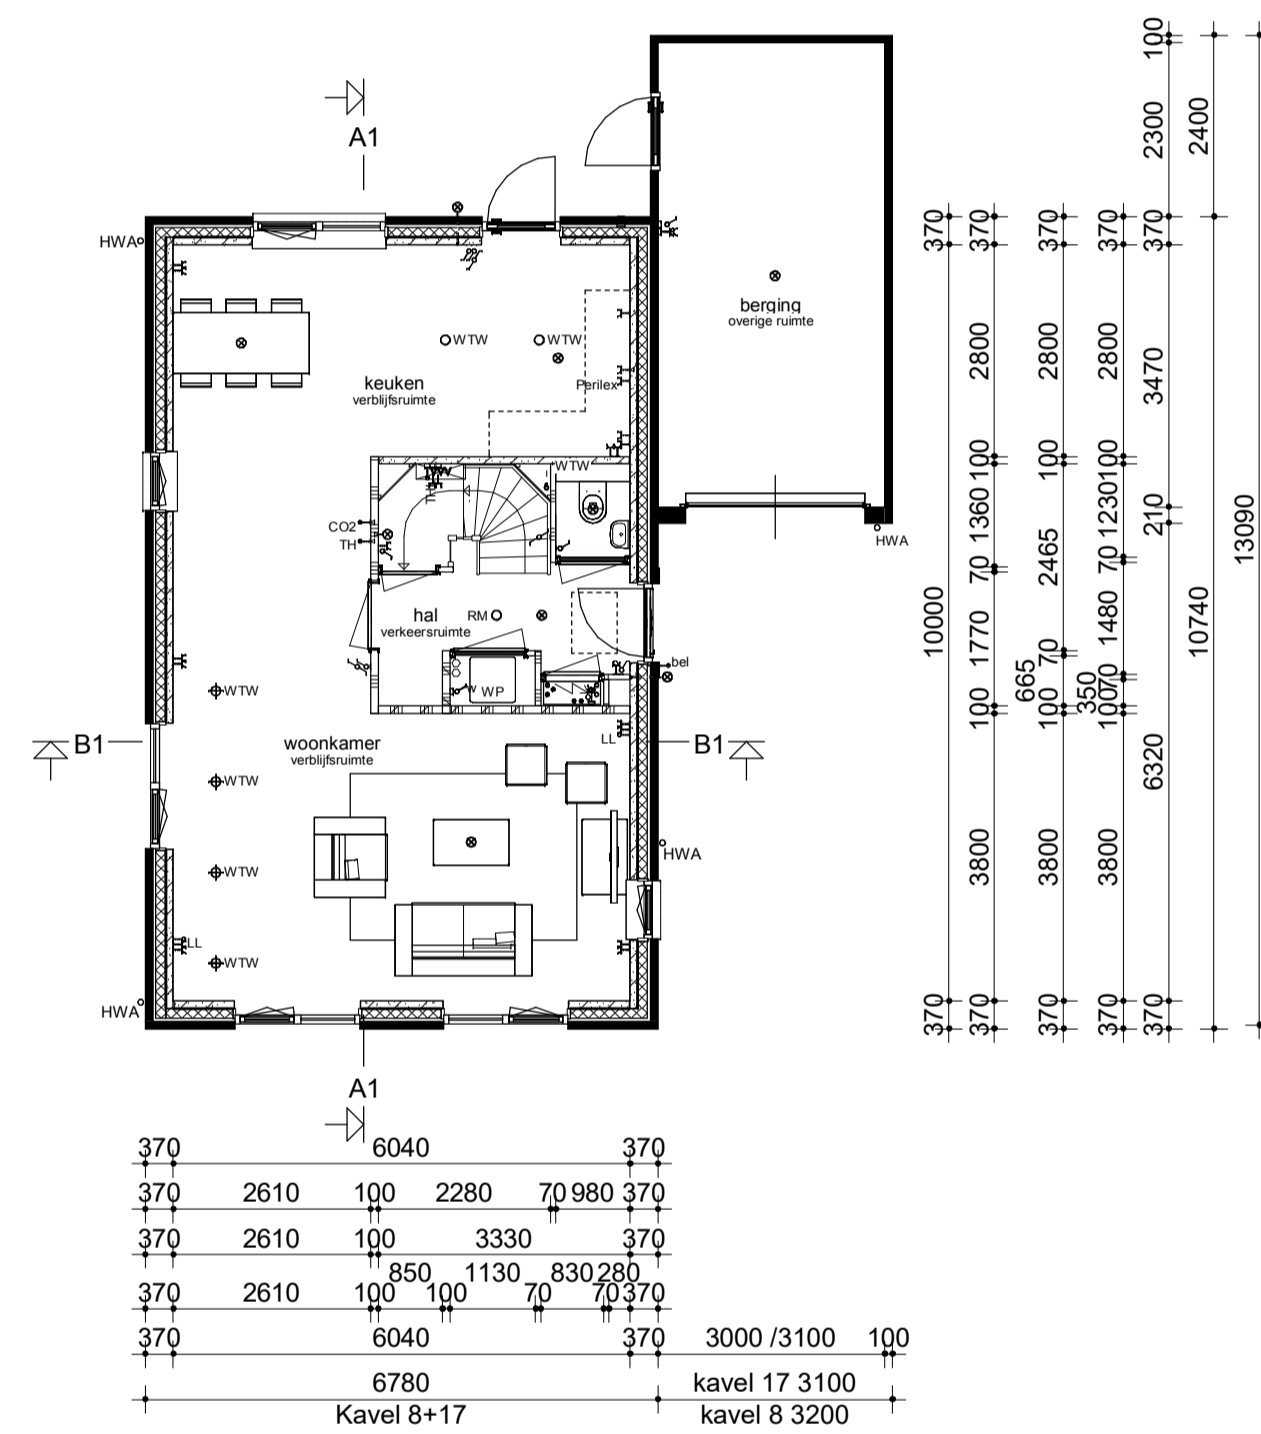 A1
HWA
berging
overige ruimte
WTW
WTW
keuken
verblijfsruimte
Perilex
WTW
CO2
TH
HWA
hal
verkeersruimte
RM
bel
WTW
WP
B1
woonkamer
verblijfsruimte
LL
B1
WTW
HWA
WTW
LL
WTW
HWA
A1
100
2300
2400
370 370 370 370 370
2800 2800 2800 3470
100 100 100
1360 1230 210
13090
70 2465 70
10000 1770 1480 10740
665 70 350 70
100 100 100
6320
3800 3800 3800
370 370 370 370 370
370 6040 370
370 2610 100 2280 70 980 370
370 2610 100 3330 370
850 1130 830 280
370 2610 100 100 70 70 370
370 6040 370 3000 /3100 100
6780 kavel 17 3100
Kavel 8+17 kavel 8 3200